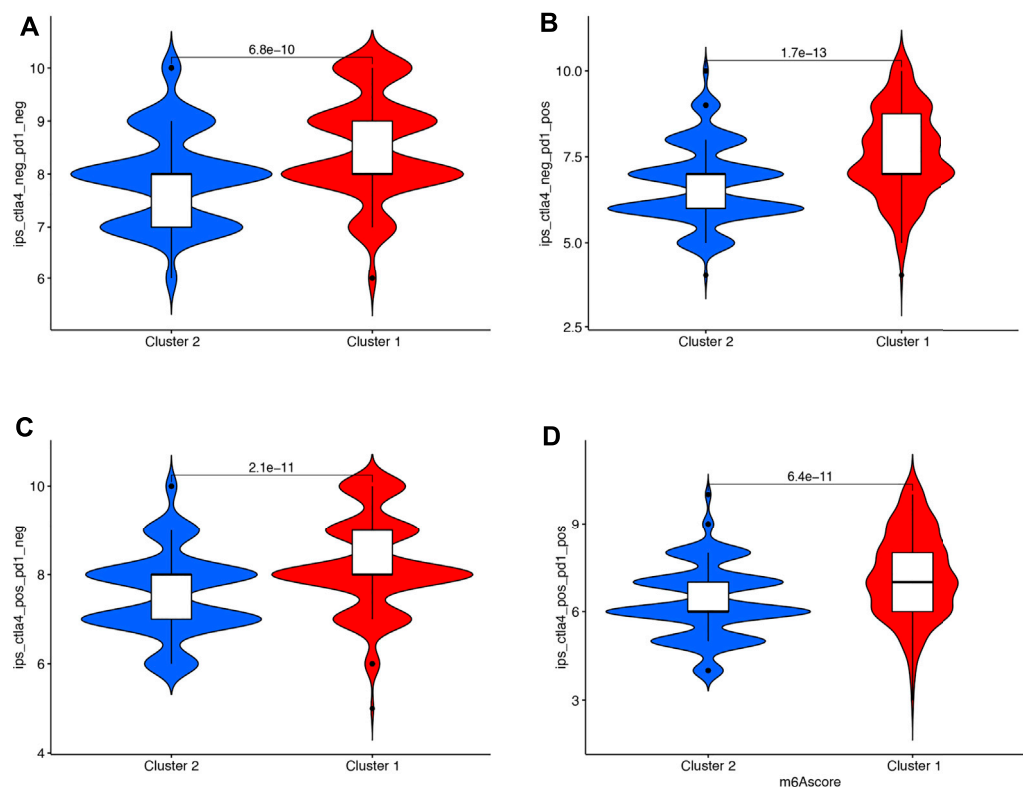 A
6.8e−10
10
9
8
7
6
ips_ctla4_neg_pd1_neg
Cluster 2
Cluster 1
B
1.7e−13
10.0
7.5
5.0
2.5
ips_ctla4_neg_pd1_pos
Cluster 2
Cluster 1
C
2.1e−11
10
8
6
4
ips_ctla4_pos_pd1_neg
Cluster 2
Cluster 1
D
6.4e−11
9
6
3
ips_ctla4_pos_pd1_pos
Cluster 2
Cluster 1
m6Ascore